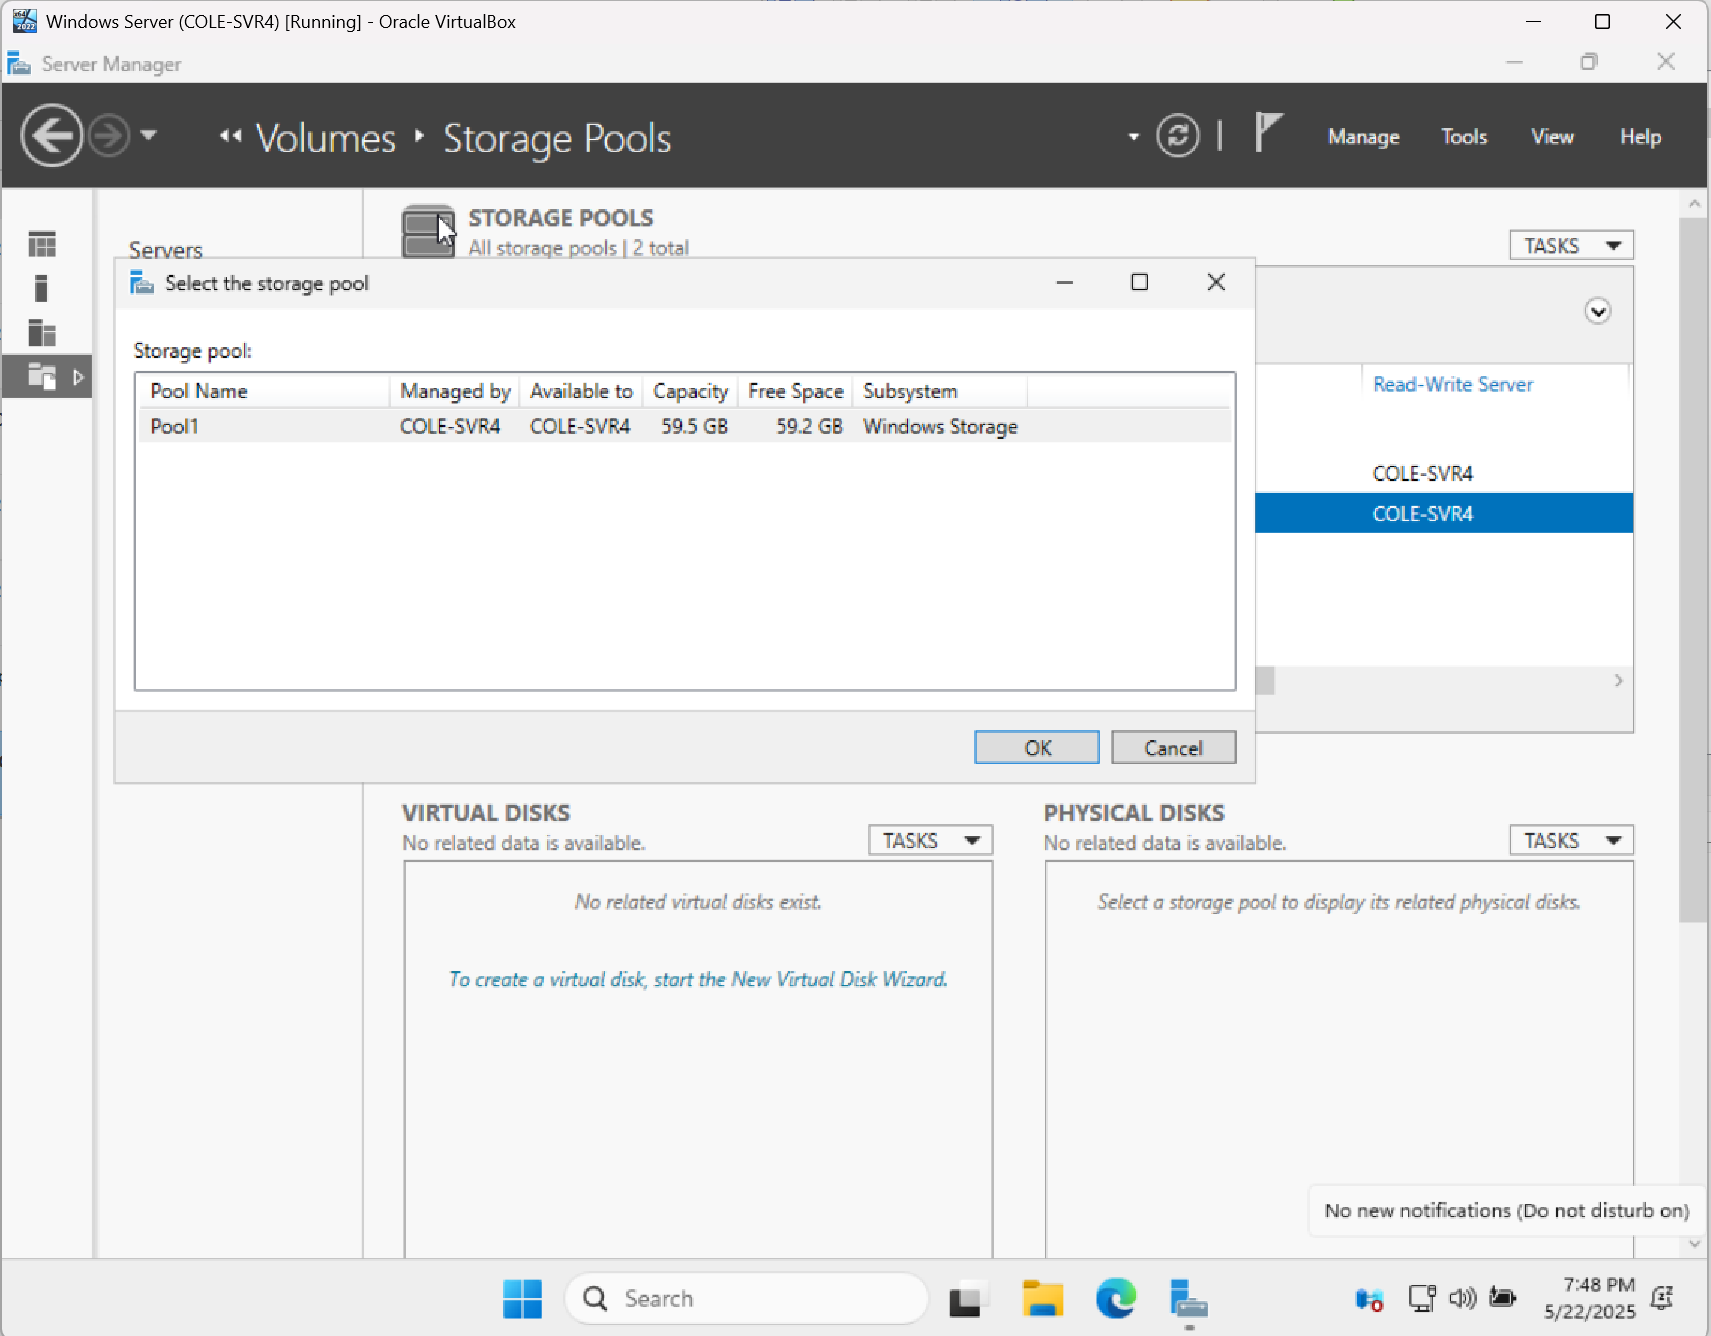 Windows Server (COLE-SVR4) [Running] - Oracle VirtualBox
Server Manager
Volumes Storage Pools
Manage Tools View Help
Servers
STORAGE POOLS
All storage pools | 2 total
TASKS
Select the storage pool
Storage pool:
Pool Name Managed by Available to Capacity Free Space Subsystem
Pool1 COLE-SVR4 COLE-SVR4 59.5 GB 59.2 GB Windows Storage
Read-Write Server
COLE-SVR4
COLE-SVR4
OK Cancel
VIRTUAL DISKS
No related data is available.
TASKS
No related virtual disks exist.
To create a virtual disk, start the New Virtual Disk Wizard.
PHYSICAL DISKS
No related data is available.
TASKS
Select a storage pool to display its related physical disks.
No new notifications (Do not disturb on)
Search
7:48 PM
5/22/2025